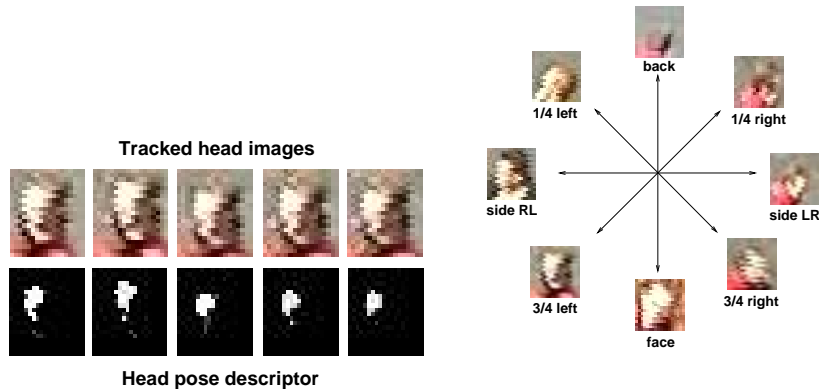 Tracked head images
Head pose descriptor
back
1/4 left
1/4 right
side RL
side LR
3/4 left
3/4 right
face